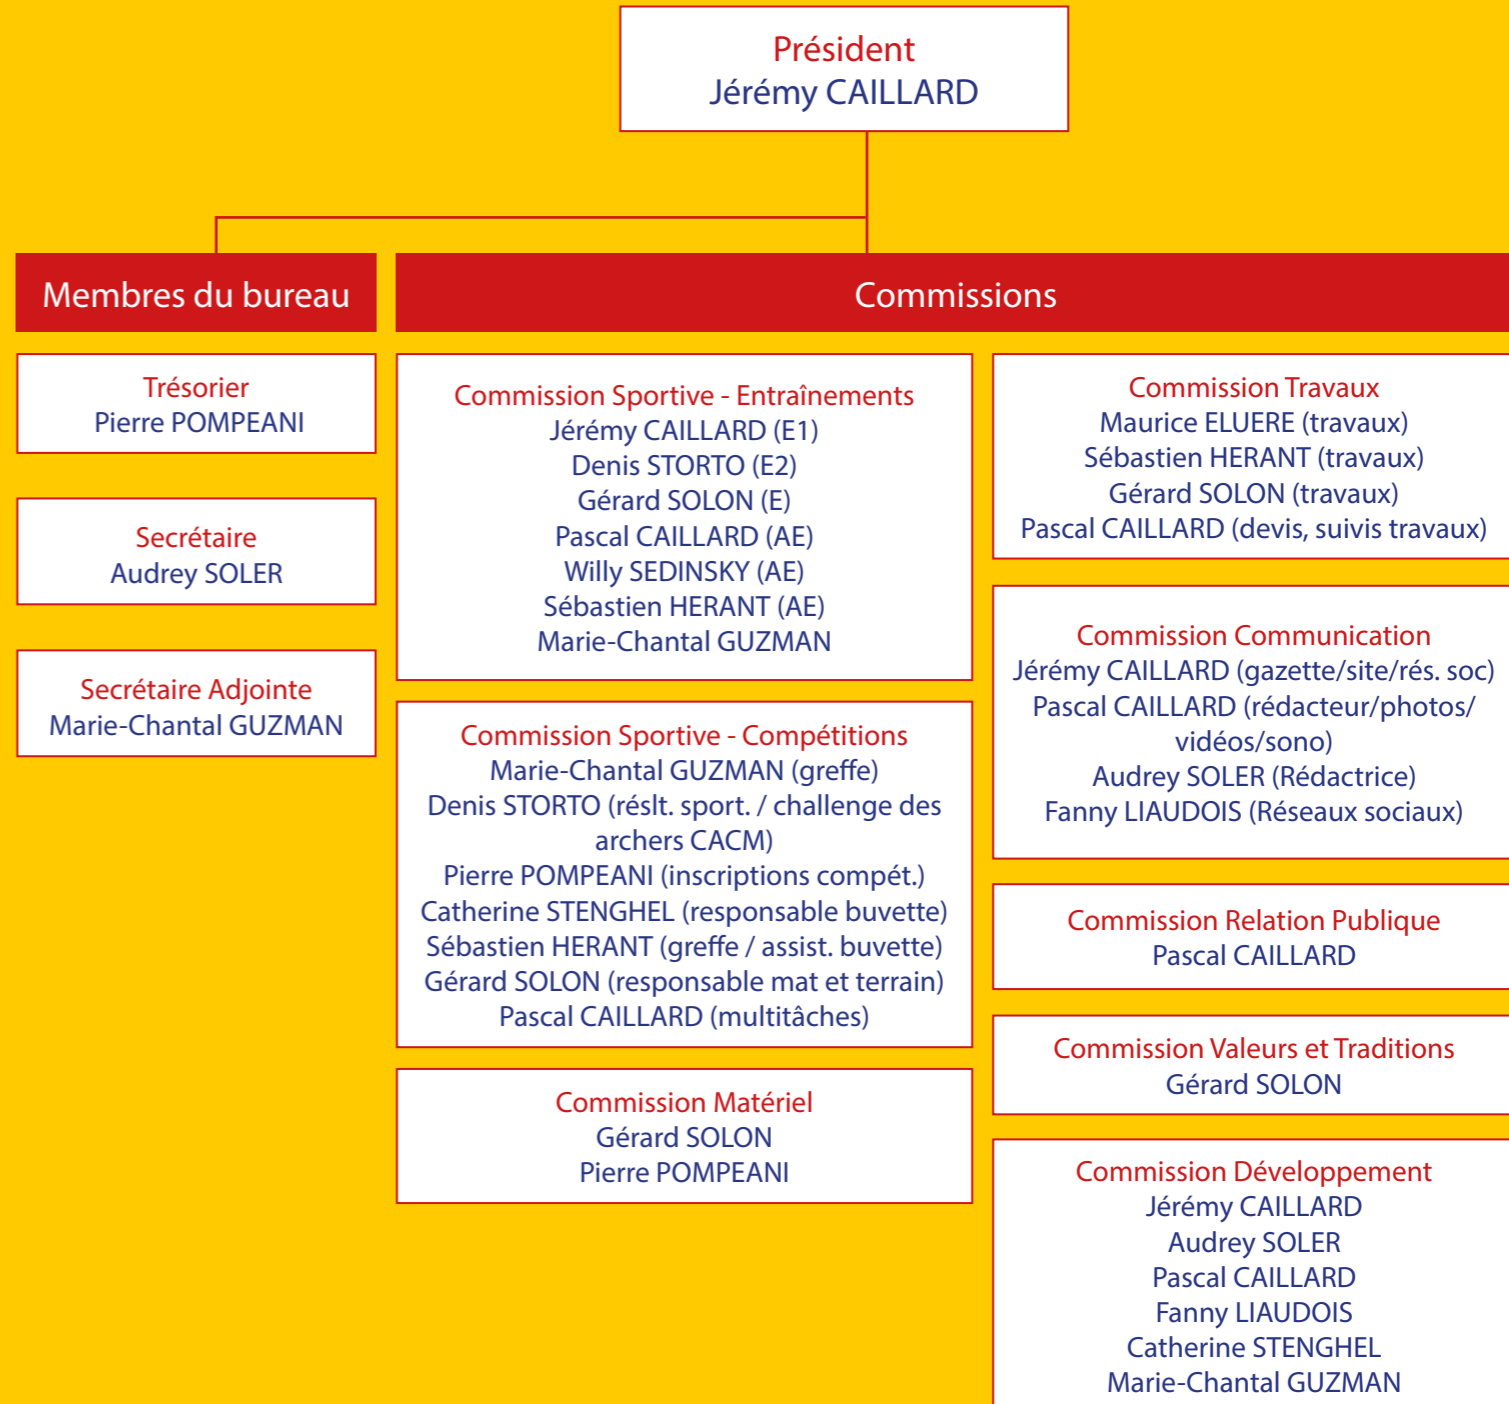 Président
Jérémy CAILLARD
Membres du bureau
Commissions
Trésorier
Pierre POMPEANI
Secrétaire
Audrey SOLER
Secrétaire Adjointe
Marie-Chantal GUZMAN
Commission Sportive - Entraînements
Jérémy CAILLARD (E1)
Denis STORTO (E2)
Gérard SOLON (E)
Pascal CAILLARD (AE)
Willy SEDINSKY (AE)
Sébastien HERANT (AE)
Marie-Chantal GUZMAN
Commission Sportive - Compétitions
Marie-Chantal GUZMAN (greffe)
Denis STORTO (réslt. sport. / challenge des
archers CACM)
Pierre POMPEANI (inscriptions compét.)
Catherine STENGHEL (responsable buvette)
Sébastien HERANT (greffe / assist. buvette)
Gérard SOLON (responsable mat et terrain)
Pascal CAILLARD (multitâches)
Commission Matériel
Gérard SOLON
Pierre POMPEANI
Commission Travaux
Maurice ELUERE (travaux)
Sébastien HERANT (travaux)
Gérard SOLON (travaux)
Pascal CAILLARD (devis, suivis travaux)
Commission Communication
Jérémy CAILLARD (gazette/site/rés. soc)
Pascal CAILLARD (rédacteur/photos/
vidéos/sono)
Audrey SOLER (Rédactrice)
Fanny LIAUDOIS (Réseaux sociaux)
Commission Relation Publique
Pascal CAILLARD
Commission Valeurs et Traditions
Gérard SOLON
Commission Développement
Jérémy CAILLARD
Audrey SOLER
Pascal CAILLARD
Fanny LIAUDOIS
Catherine STENGHEL
Marie-Chantal GUZMAN